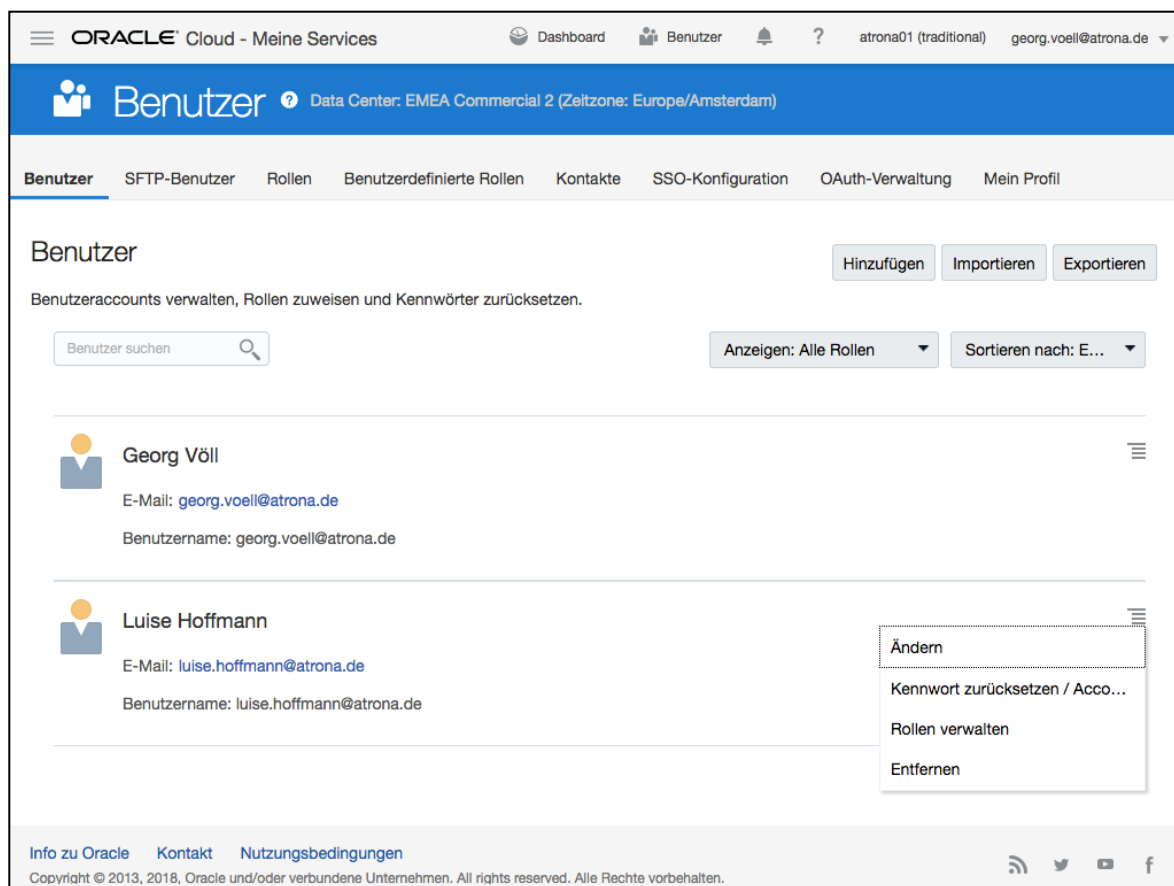 ORACLE Cloud - Meine Services Dashboard Benutzer ? atrona01 (traditional) georg.voell@atrona.de
Benutzer ? Data Center: EMEA Commercial 2 (Zeitzone: Europe/Amsterdam)
Benutzer SFTP-Benutzer Rollen Benutzerdefinierte Rollen Kontakte SSO-Konfiguration OAuth-Verwaltung Mein Profil
Benutzer
Hinzufügen Importieren Exportieren
Benutzeraccounts verwalten, Rollen zuweisen und Kennwörter zurücksetzen.
Benutzer suchen Anzeigen: Alle Rollen Sortieren nach: E...
Georg Völl
E-Mail: georg.voell@atrona.de
Benutzername: georg.voell@atrona.de
Luise Hoffmann
E-Mail: luise.hoffmann@atrona.de
Benutzername: luise.hoffmann@atrona.de
Ändern
Kennwort zurücksetzen / Acco...
Rollen verwalten
Entfernen
Info zu Oracle Kontakt Nutzungsbedingungen
Copyright © 2013, 2018, Oracle und/oder verbundene Unternehmen. All rights reserved. Alle Rechte vorbehalten.